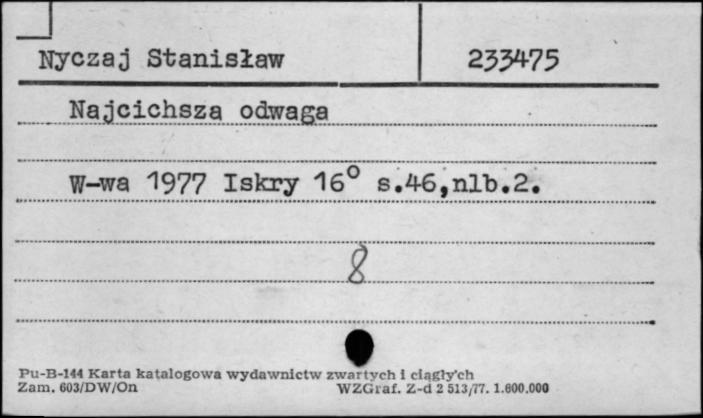 Nyczaj Stanisław 233475
Najcichsza odwaga
W-wa 1977 Iskry 16° s.46,nlb.2.
8
Pu-B-144 Karta katalogowa wydawnictw zwartych i ciągłych
Zam. 603/DW/On WZGraf. Z-d 2 513/77. 1.600.000